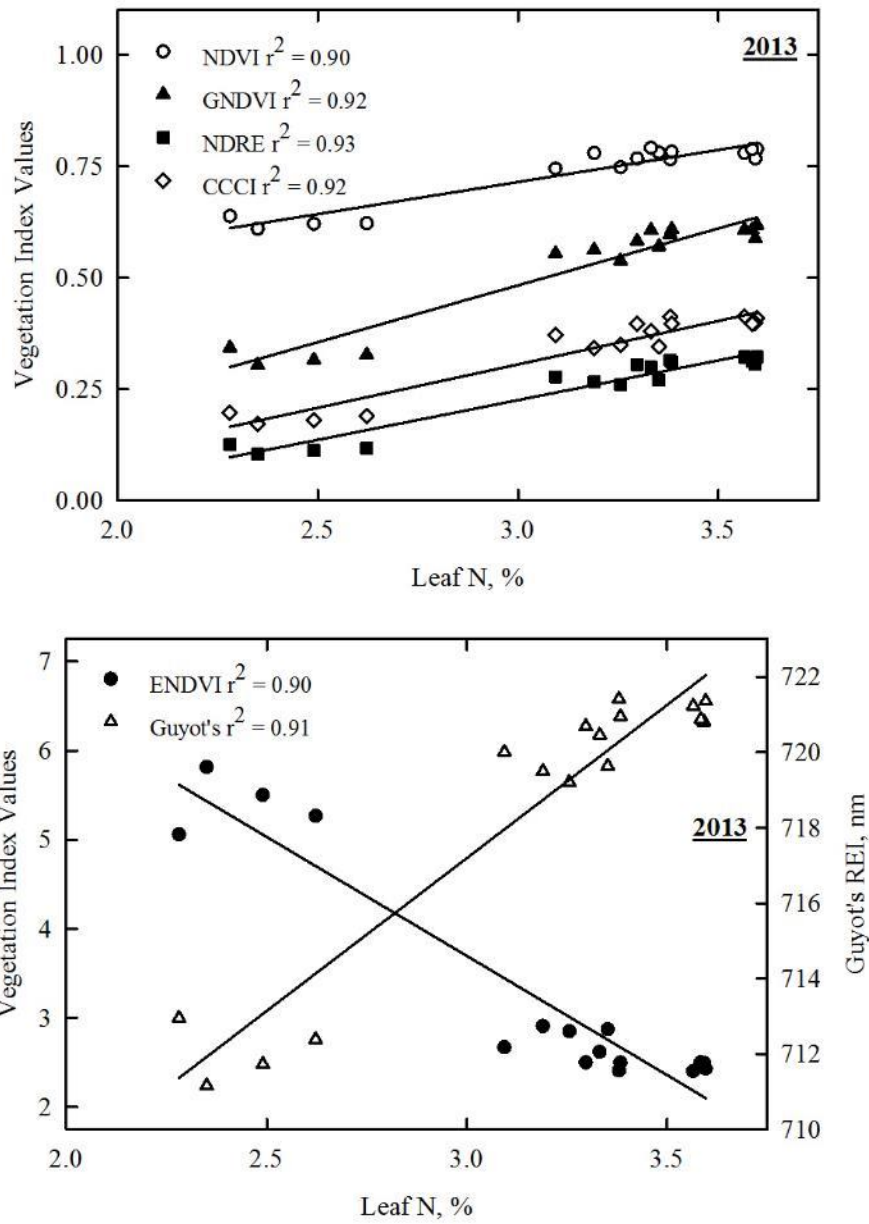 2013
NDVI r2 = 0.90
GNDVI r2 = 0.92
NDRE r2 = 0.93
CCCI r2 = 0.92
1.00
0.75
0.50
0.25
0.00
Vegetation Index Values
2.0 2.5 3.0 3.5
Leaf N, %
ENDVI r2 = 0.90
Guyot's r2 = 0.91
2013
7
6
5
4
3
2
Vegetation Index Values
722
720
718
716
714
712
710
Guyot's REI, nm
2.0 2.5 3.0 3.5
Leaf N, %